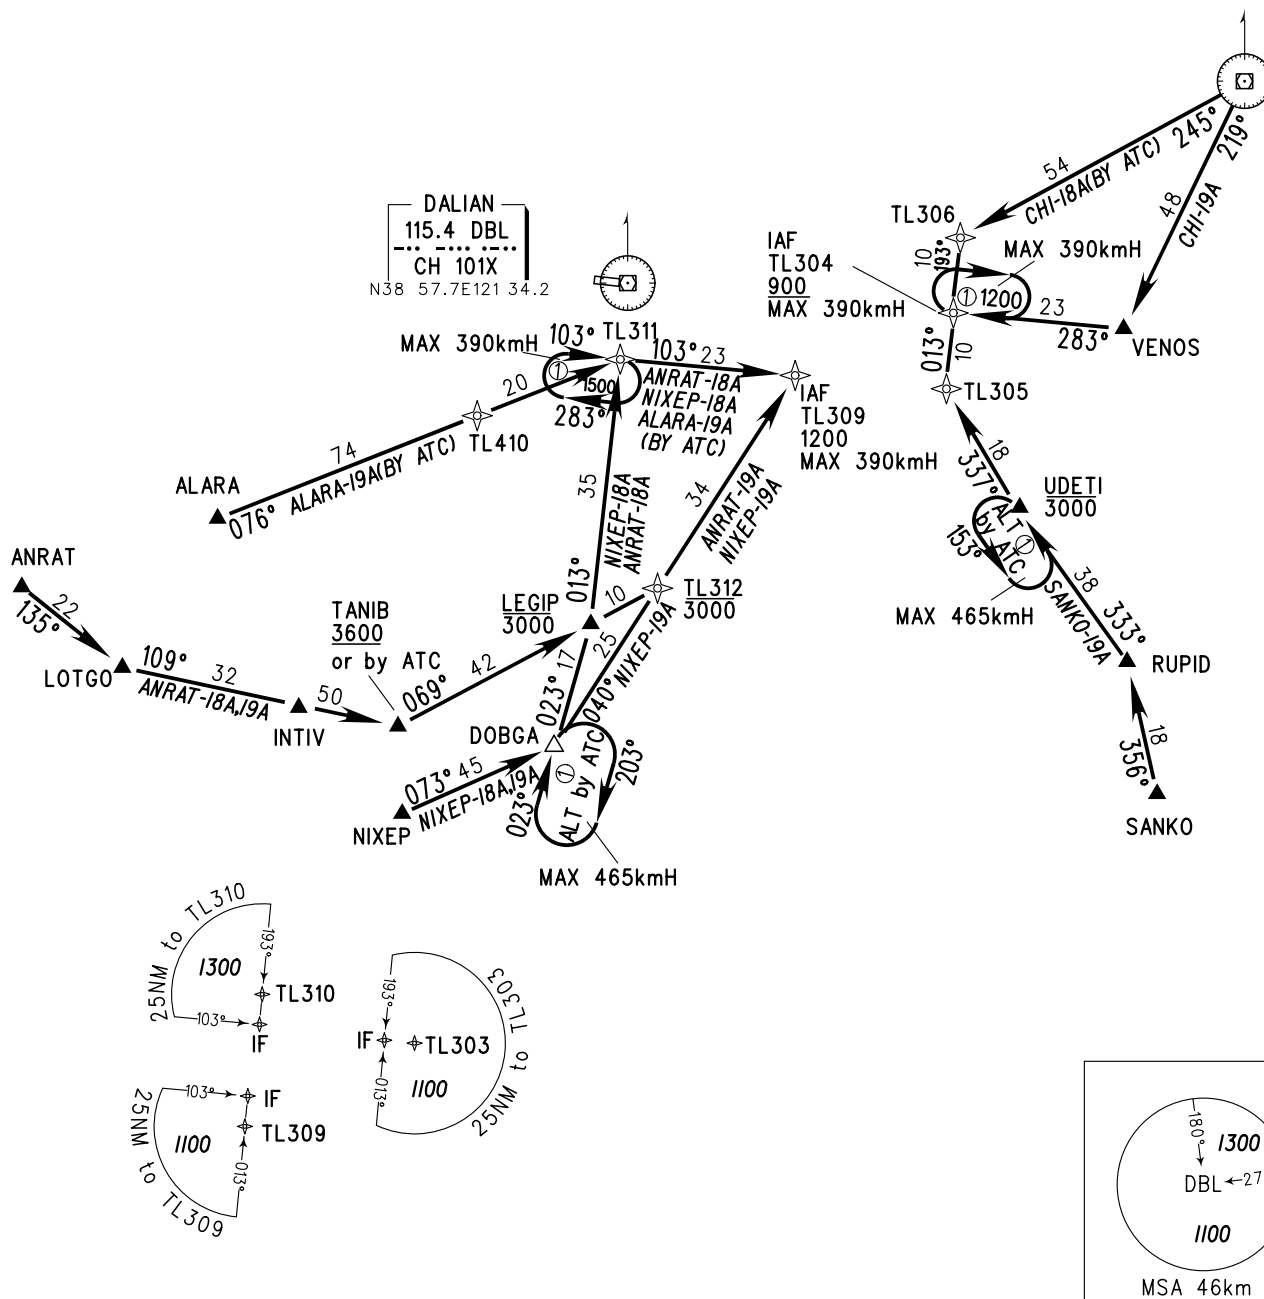 245°
219°
54
CHI-18A(BY ATC)
48
CHI-19A
DALIAN
115.4 DBL
CH 101X
N38 57.7E121 34.2
TL306
IAF
TL304
900
MAX 390kmH
10
193°
MAX 390kmH
1 1200
23
283°
VENOS
013°
10
TL305
MAX 390kmH
103°
TL311
103° 23
1
1500
283°
ANRAT-18A
NIXEP-18A
ALARA-19A
(BY ATC)
IAF
TL309
1200
MAX 390kmH
20
TL410
74
ALARA
076° ALARA-19A(BY ATC)
35
NIXEP-18A
ANRAT-18A
013°
34
ANRAT-19A
NIXEP-19A
18
337°
UDETI
3000
ALT 1
by ATC
153°
MAX 465kmH
38
333°
SANKO-19A
RUPID
18
356°
SANKO
ANRAT
22
135°
LOTGO
109°
32
ANRAT-18A,19A
INTIV
50
TANIB
3600
or by ATC
069°
42
LEGIP
3000
10
TL312
3000
17
023°
25
040°
NIXEP-19A
DOBGA
073° 45
NIXEP-18A,19A
NIXEP
023°
ALT by ATC
1
203°
MAX 465kmH
25NM to TL310
1300
193°
TL310
103°
IF
25NM to TL303
193°
IF
TL303
013°
1100
25NM to TL309
103°
IF
TL309
1100
013°
180°
1300
DBL
27
1100
MSA 46km